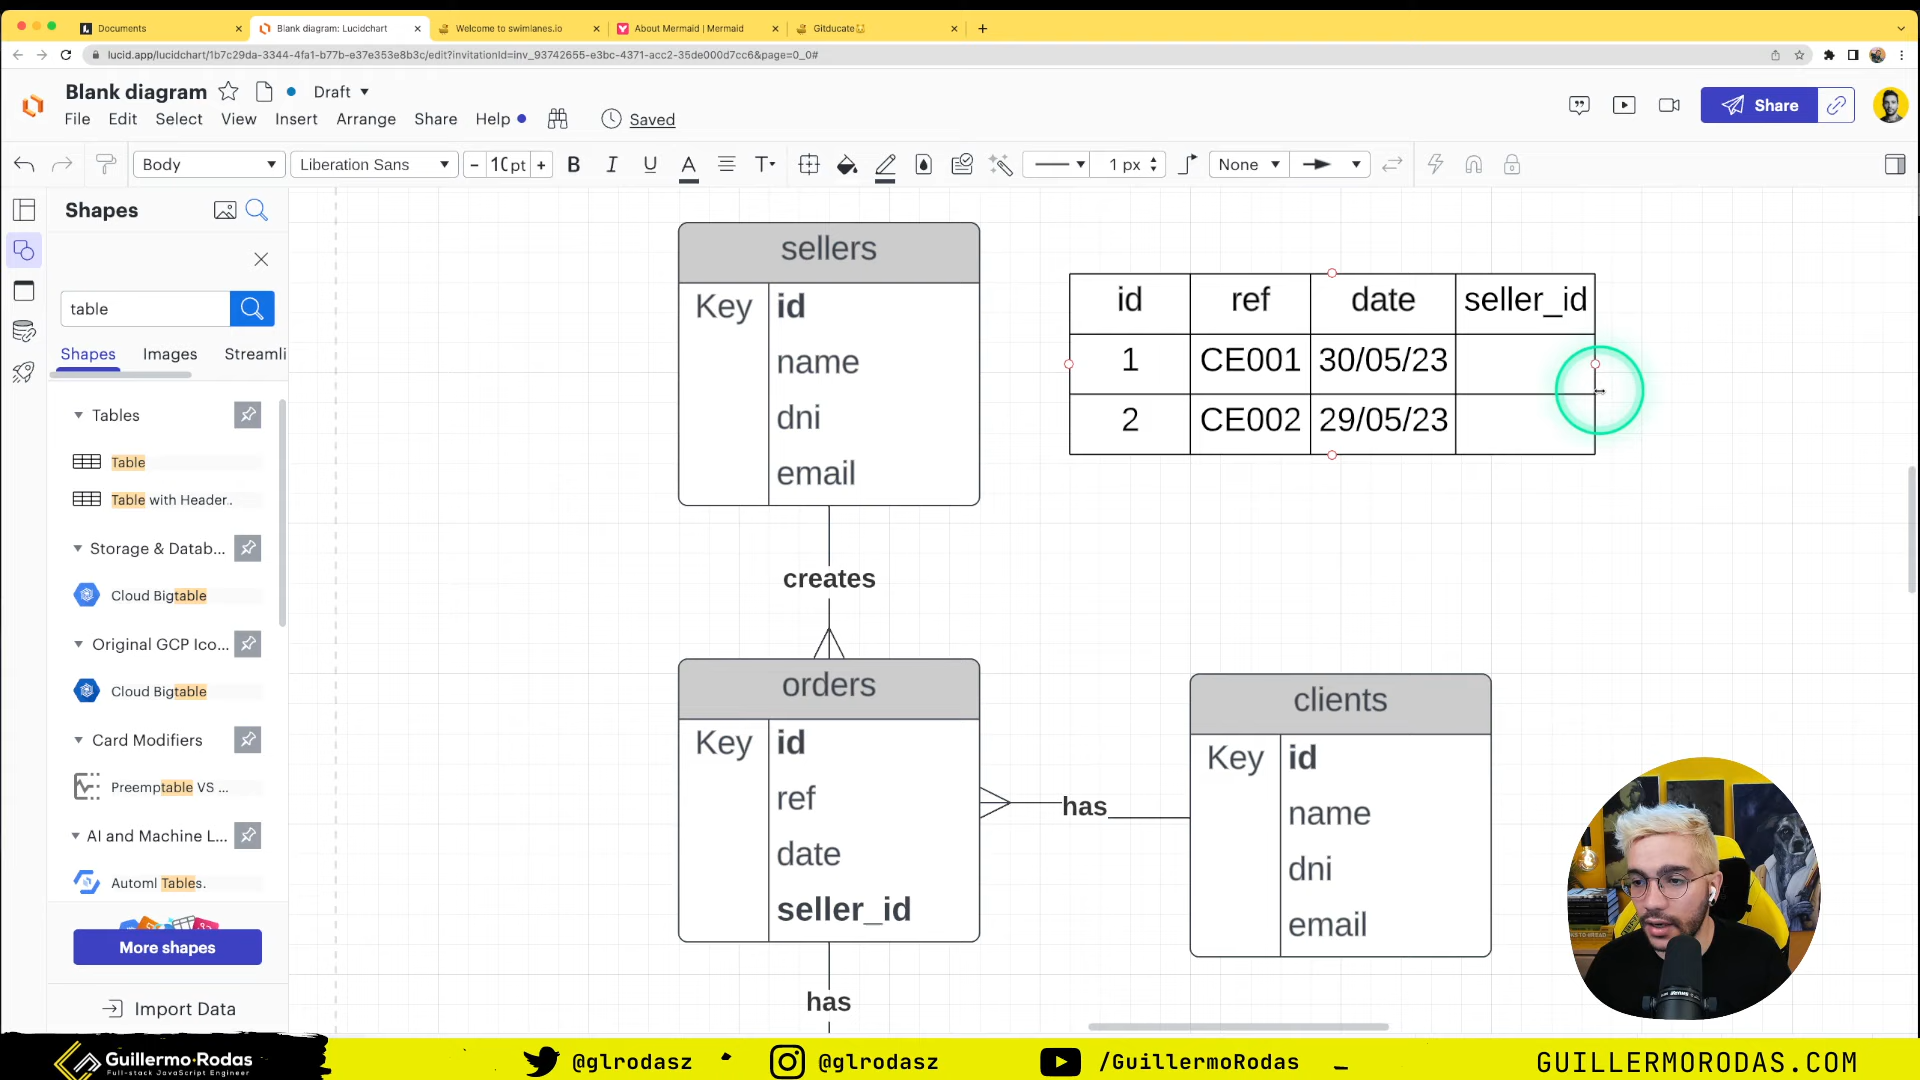 Documents
Blank diagram: Lucidchart
Welcome to swimlanes.io
About Mermaid | Mermaid
Gitducate
lucid.app/lucidchart/1b7c29da-3344-4fa1-b77b-e37e353e8b3c/edit?invitationId=inv_93742655-e3bc-4371-acc2-35de000d7cc6&page=0_0#
Blank diagram
Draft
File Edit Select View Insert Arrange Share Help
Saved
Share
Body
Liberation Sans
- 10 pt +
B I U A T
1 px
None
Shapes
table
Shapes Images Streamli
Tables
Table
Table with Header..
Storage & Datab...
Cloud Bigtable
Original GCP Ico...
Cloud Bigtable
Card Modifiers
Preemptable VS ...
AI and Machine L...
Automl Tables.
More shapes
Import Data
sellers
Key id
name
dni
email
creates
orders
Key id
ref
date
seller_id
has
has
id ref date seller_id
1 CE001 30/05/23
2 CE002 29/05/23
clients
Key id
name
dni
email
Guillermo·Rodas
Full-stack JavaScript Engineer
@glrodasz
@glrodasz
/GuillermoRodas
GUILLERMORODAS.COM